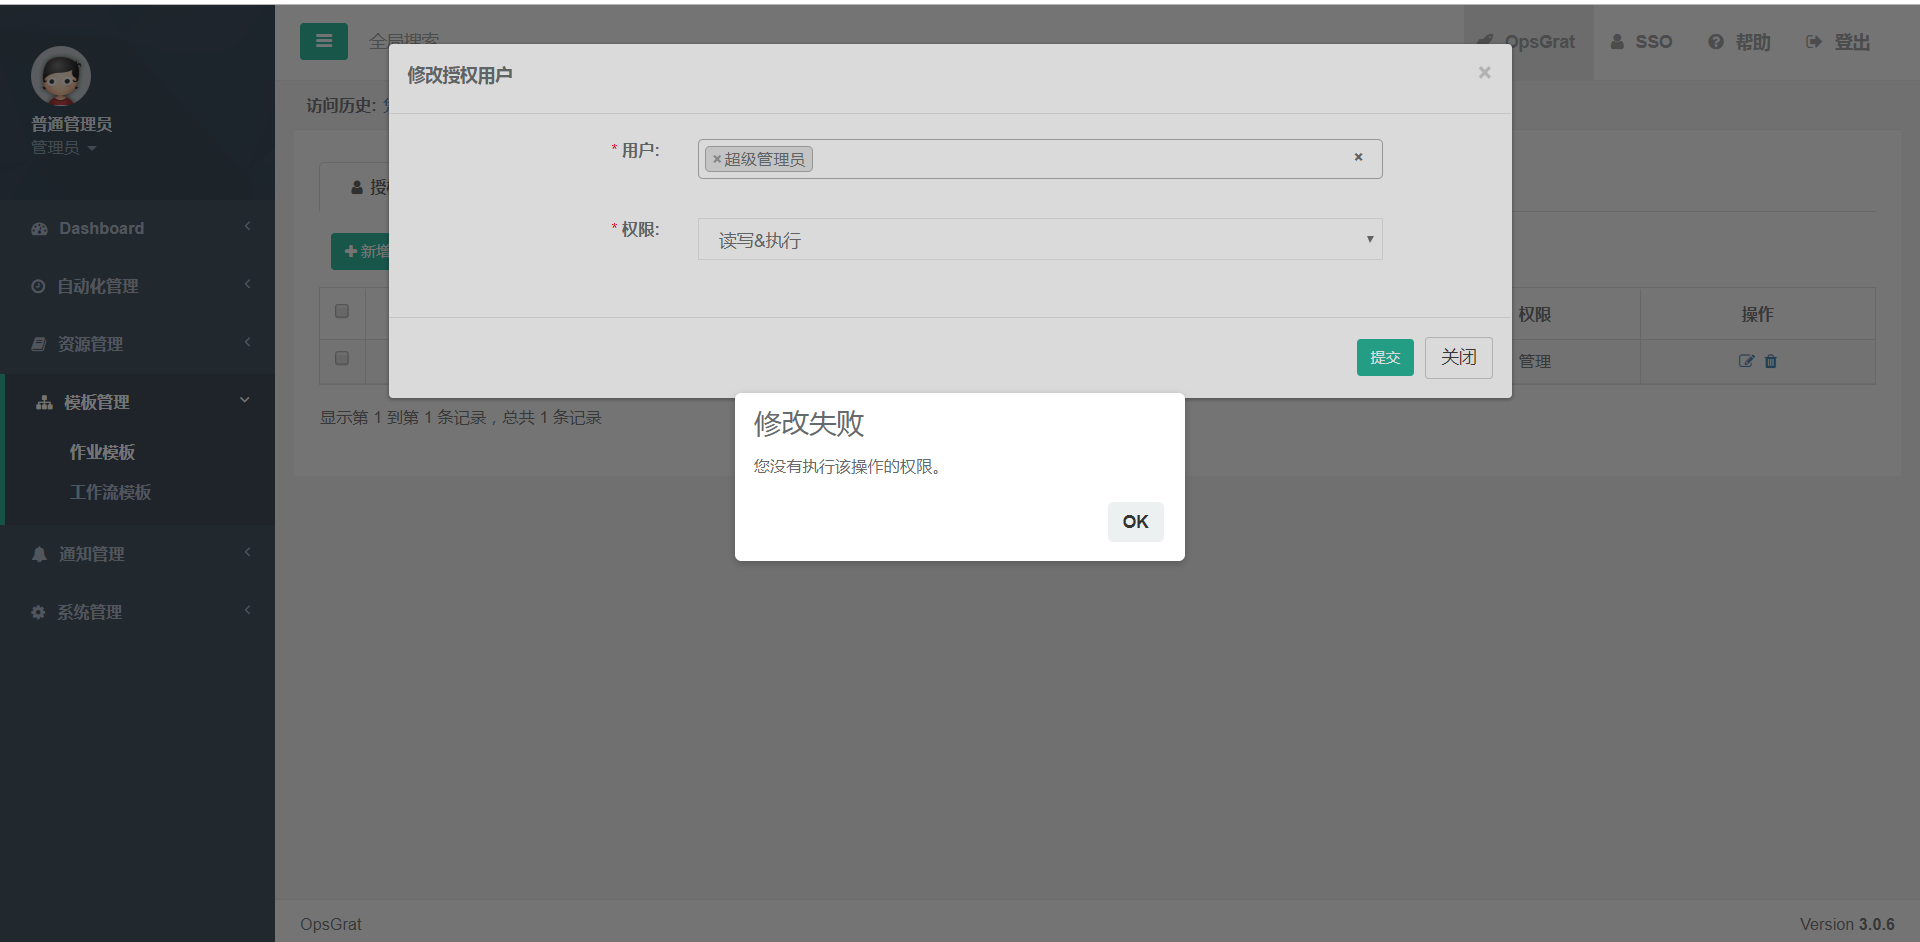 普通管理员
管理员
Dashboard
自动化管理
资源管理
模板管理
作业模板
工作流模板
通知管理
系统管理
全局搜索
OpsGrat
SSO
帮助
登出
访问历史:
修改授权用户
×
* 用户:
×超级管理员
×
* 权限:
读写&执行
提交
关闭
授
新增
权限
操作
管理
显示第 1 到第 1 条记录，总共 1 条记录
修改失败
您没有执行该操作的权限。
OK
OpsGrat
Version 3.0.6